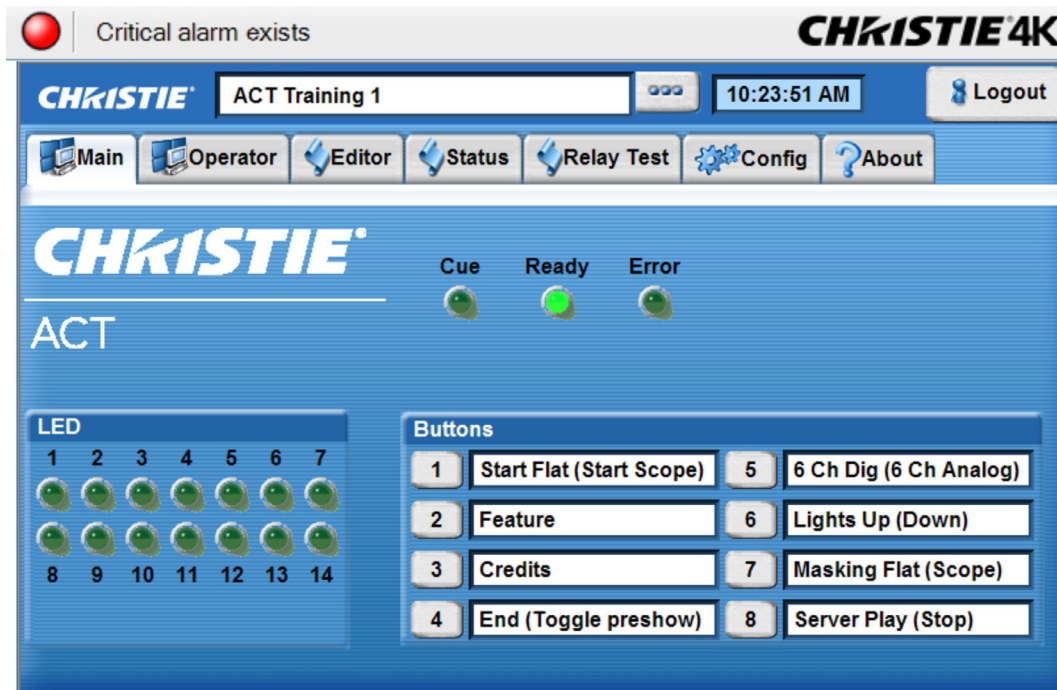 Critical alarm exists
CHRISTIE 4K
CHRISTIE ACT Training 1 10:23:51 AM Logout
Main Operator Editor Status Relay Test Config About
CHRISTIE
ACT
Cue Ready Error
LED
1 2 3 4 5 6 7
8 9 10 11 12 13 14
Buttons
1 Start Flat (Start Scope) 5 6 Ch Dig (6 Ch Analog)
2 Feature 6 Lights Up (Down)
3 Credits 7 Masking Flat (Scope)
4 End (Toggle preshow) 8 Server Play (Stop)